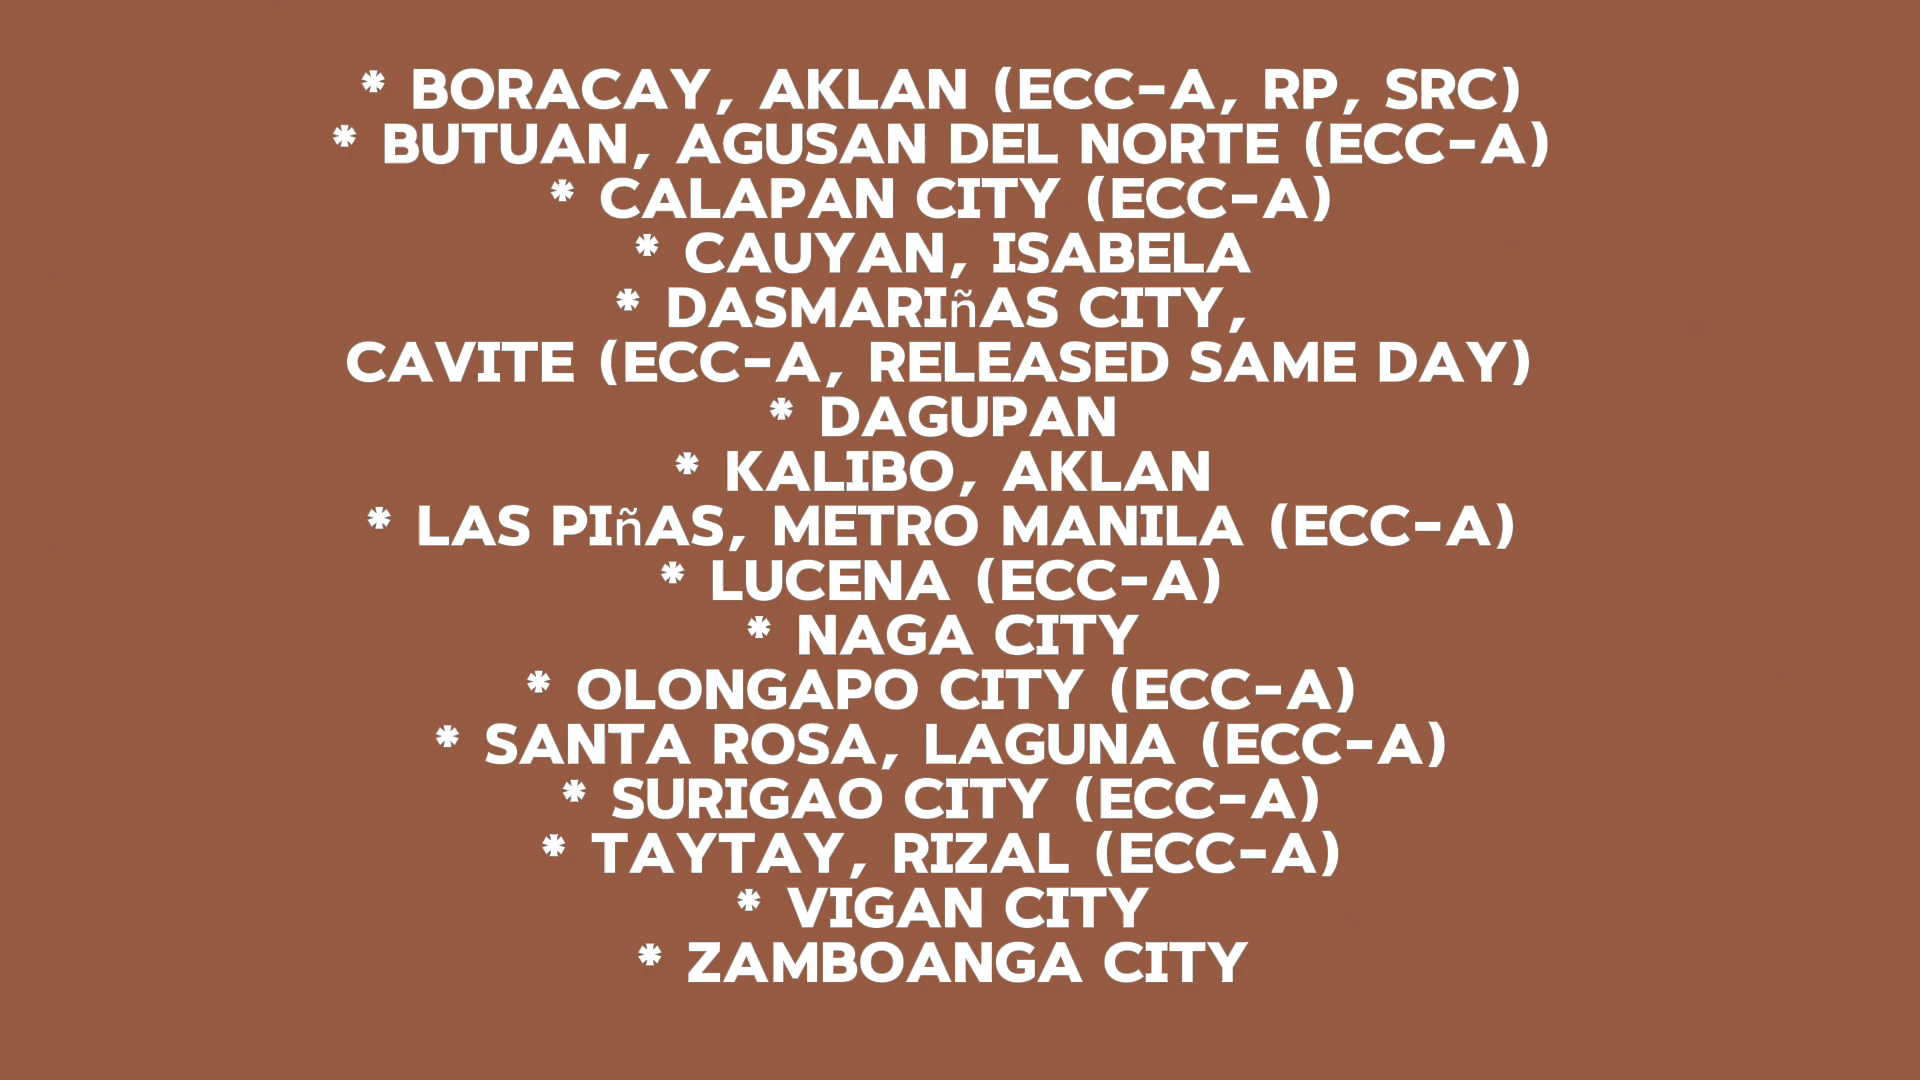 * BORACAY, AKLAN (ECC-A, RP, SRC)
* BUTUAN, AGUSAN DEL NORTE (ECC-A)
* CALAPAN CITY (ECC-A)
* CAUYAN, ISABELA
* DASMARIñAS CITY,
CAVITE (ECC-A, RELEASED SAME DAY)
* DAGUPAN
* KALIBO, AKLAN
* LAS PIñAS, METRO MANILA (ECC-A)
* LUCENA (ECC-A)
* NAGA CITY
* OLONGAPO CITY (ECC-A)
* SANTA ROSA, LAGUNA (ECC-A)
* SURIGAO CITY (ECC-A)
* TAYTAY, RIZAL (ECC-A)
* VIGAN CITY
* ZAMBOANGA CITY